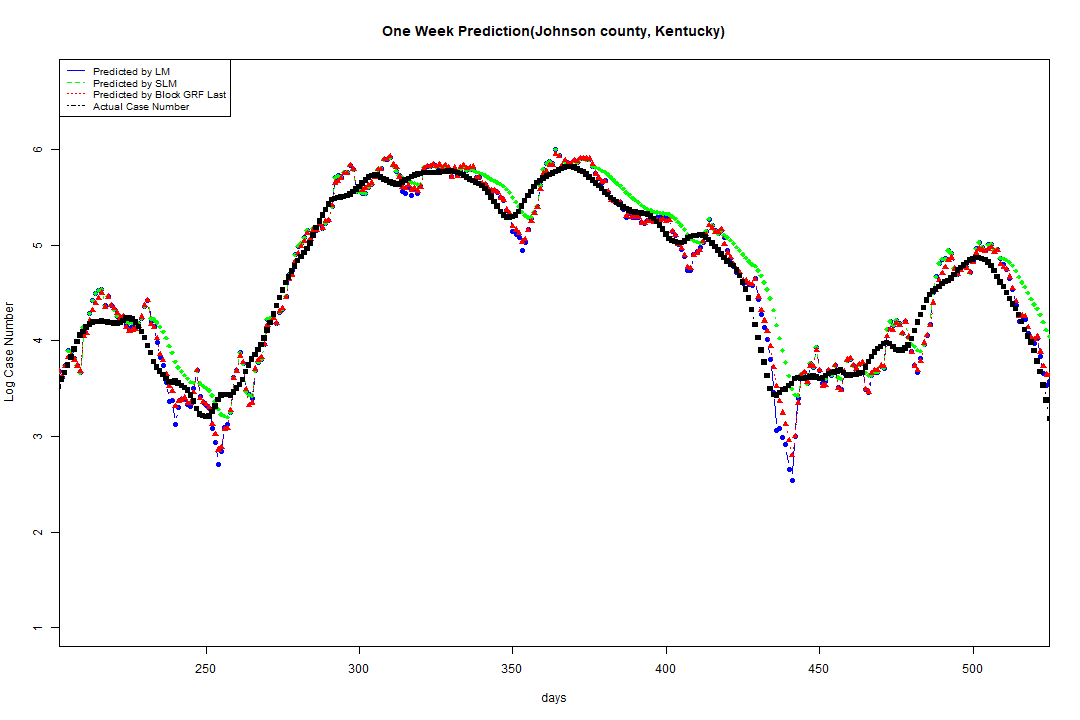 One Week Prediction(Johnson county, Kentucky)
Predicted by LM
Predicted by SLM
Predicted by Block GRF Last
Actual Case Number
6
5
4
3
2
1
Log Case Number
250 300 350 400 450 500
days